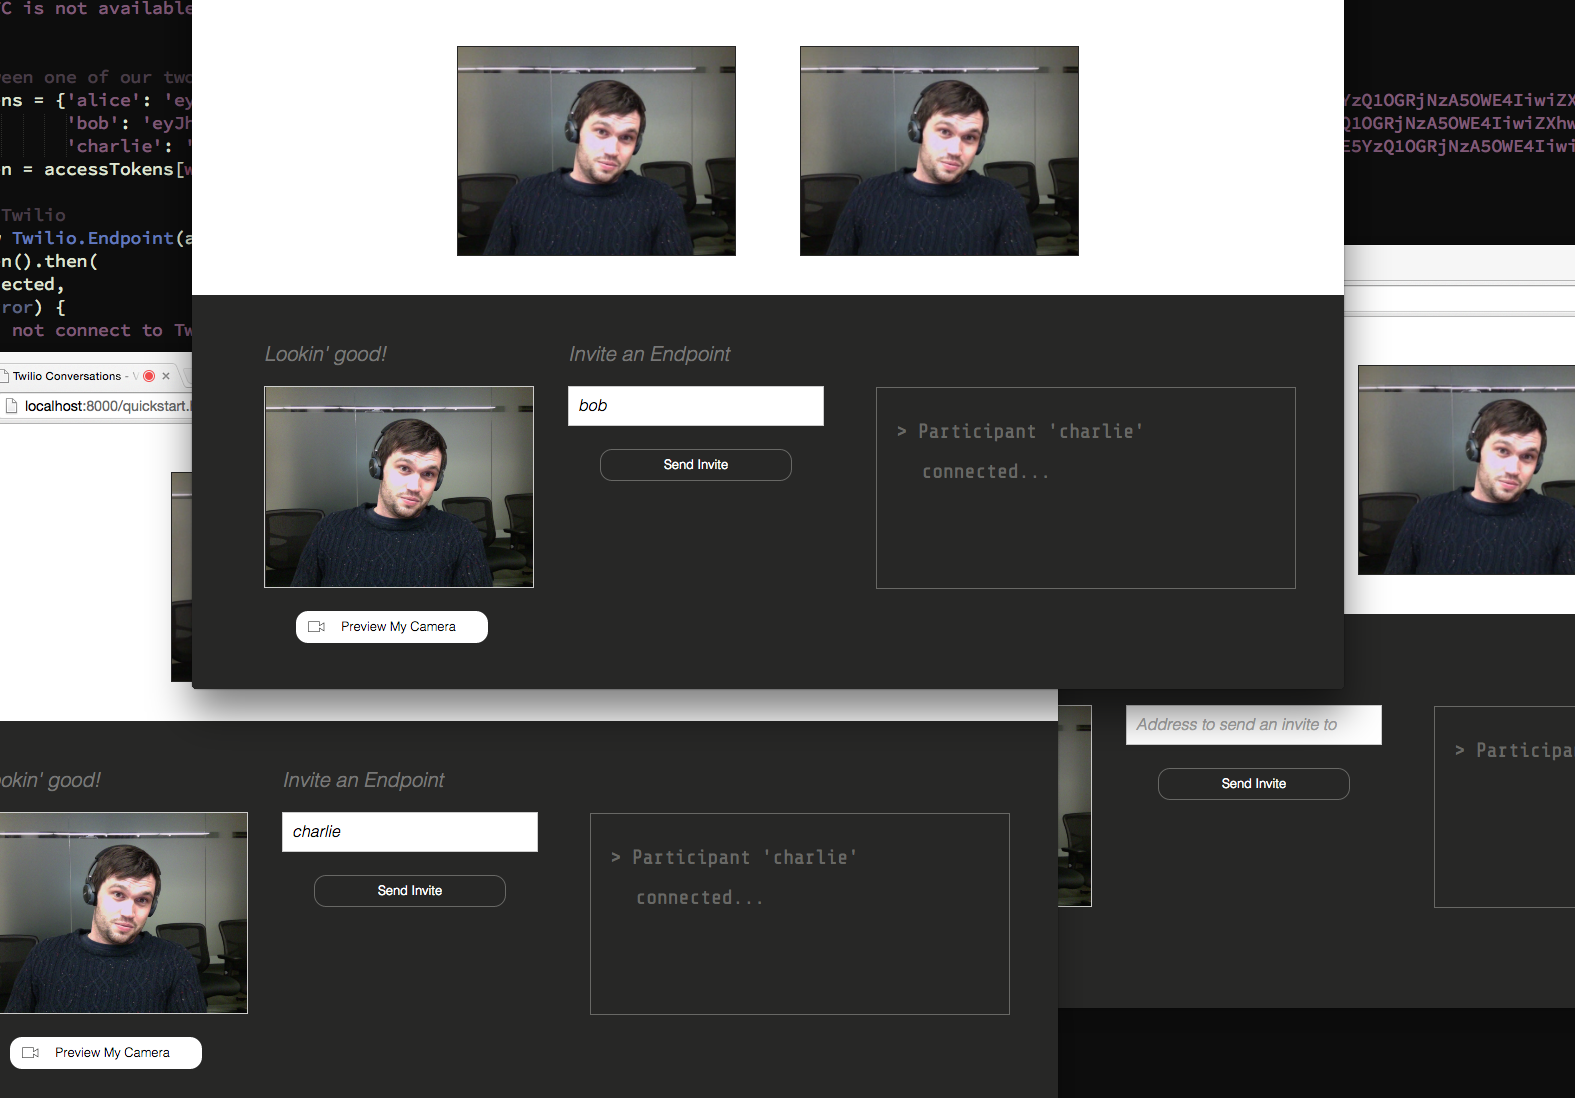 C is not available
een one of our two
ns = {'alice': 'ey
'bob': 'eyJh
'charlie': '
n = accessTokens[w
Twilio
Twilio.Endpoint(a
n().then(
ected,
ror) {
not connect to Tw
YzQ1OGRjNzA5OWE4IiwiZX
Q1OGRjNzA5OWE4IiwiZXhw
E5YzQ1OGRjNzA5OWE4Iiwi
Lookin' good!
Invite an Endpoint
bob
Send Invite
> Participant 'charlie'
connected...
Preview My Camera
Twilio Conversations - V
localhost:8000/quickstart.
Address to send an invite to
Send Invite
> Participa
okin' good!
Invite an Endpoint
charlie
Send Invite
> Participant 'charlie'
connected...
Preview My Camera